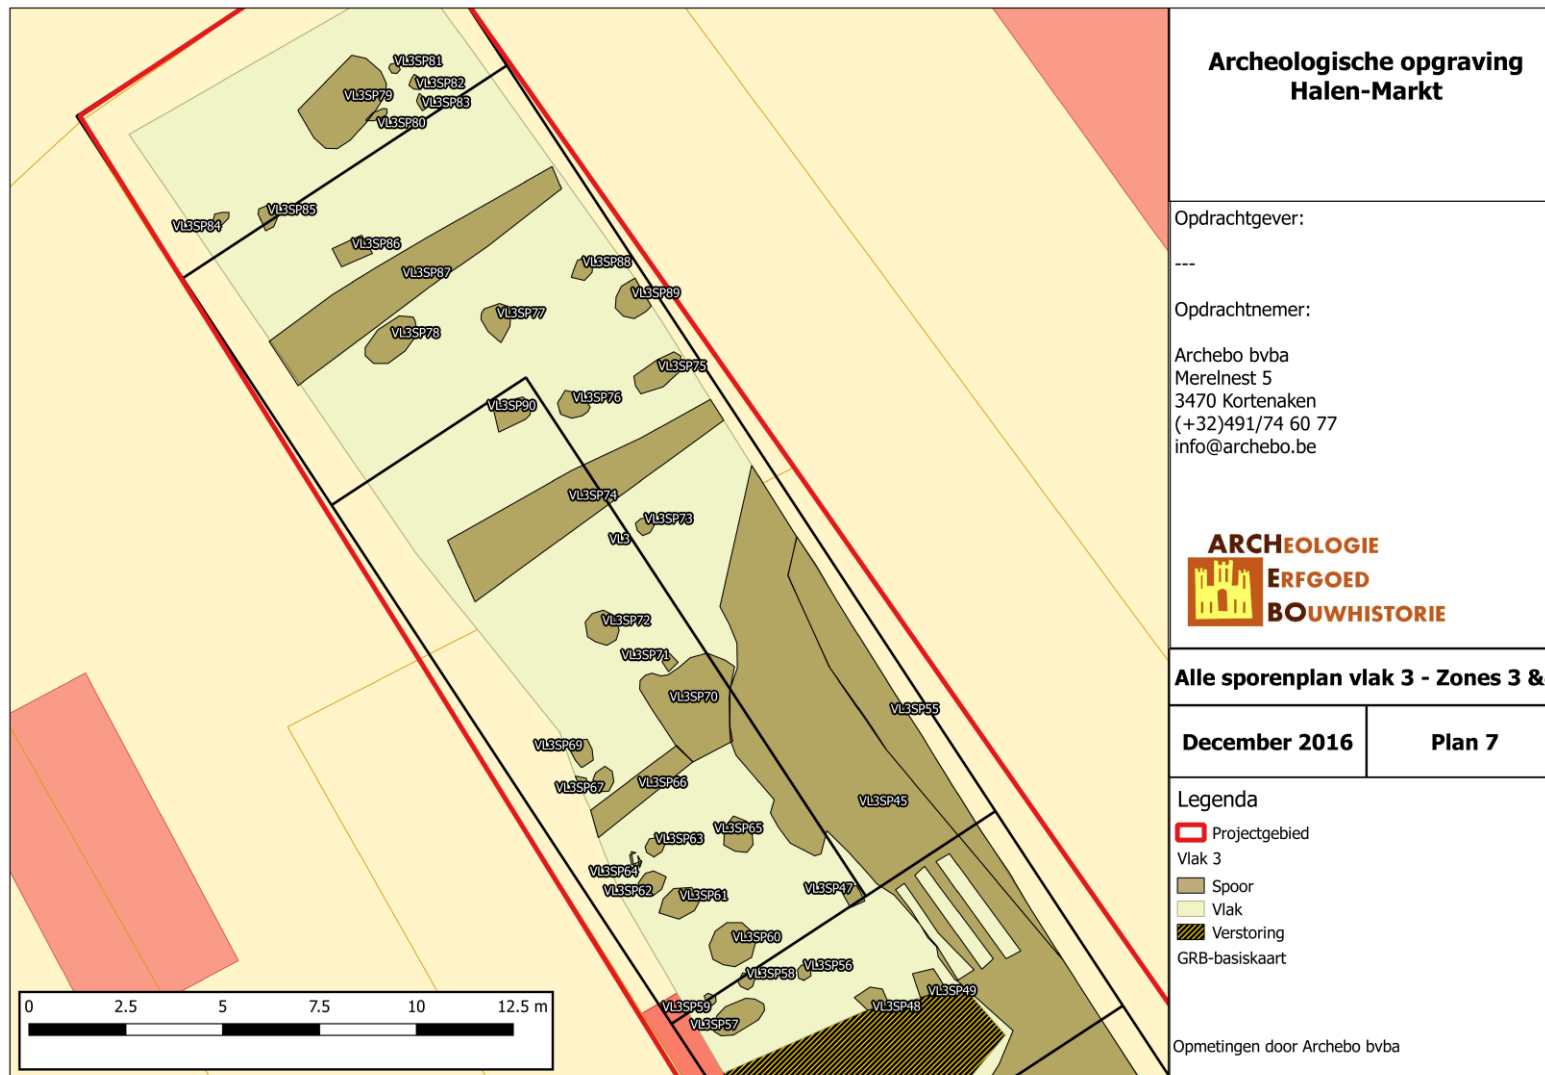 VL3SP81
VL3SP82
VL3SP79
VL3SP83
VL3SP80
VL3SP84
VL3SP85
VL3SP86
VL3SP87
VL3SP88
VL3SP89
VL3SP77
VL3SP78
VL3SP75
VL3SP76
VL3SP90
VL3SP74
VL3SP73
VL3
VL3SP72
VL3SP71
VL3SP70
VL3SP55
VL3SP69
VL3SP67
VL3SP66
VL3SP45
VL3SP65
VL3SP63
VL3SP64
VL3SP62
VL3SP61
VL3SP47
VL3SP60
VL3SP58
VL3SP56
VL3SP59
VL3SP57
VL3SP48
VL3SP49
0 2.5 5 7.5 10 12.5 m
Archeologische opgraving
Halen-Markt
Opdrachtgever:
---
Opdrachtnemer:
Archebo bvba
Merelnest 5
3470 Kortenaken
(+32)491/74 60 77
info@archebo.be
ARCHEOLOGIE
ERFGOED
BOUWHISTORIE
Alle sporenplan vlak 3 - Zones 3 &
December 2016
Plan 7
Legenda
Projectgebied
Vlak 3
Spoor
Vlak
Verstoring
GRB-basiskaart
Opmetingen door Archebo bvba